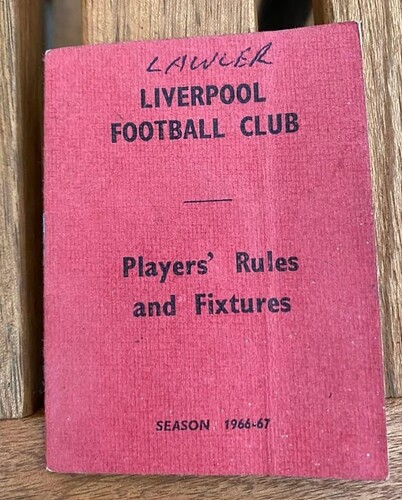 LAWLER
LIVERPOOL
FOOTBALL CLUB
Players' Rules
and Fixtures
SEASON 1966-67